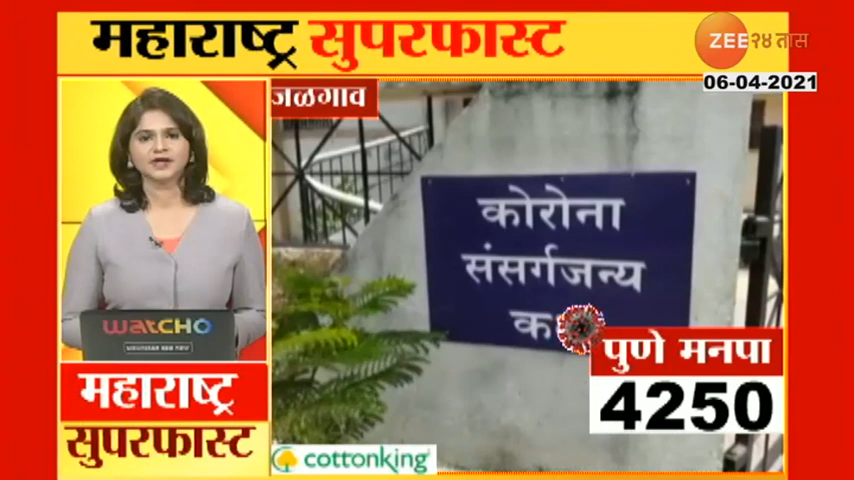 महाराष्ट्र सुपरफास्ट
ZEE २४ तास
06-04-2021
जळगाव
कोरोना
संसर्गजन्य
WATCHO
पुणे मनपा
4250
महाराष्ट्र
सुपरफास्ट
cottonking